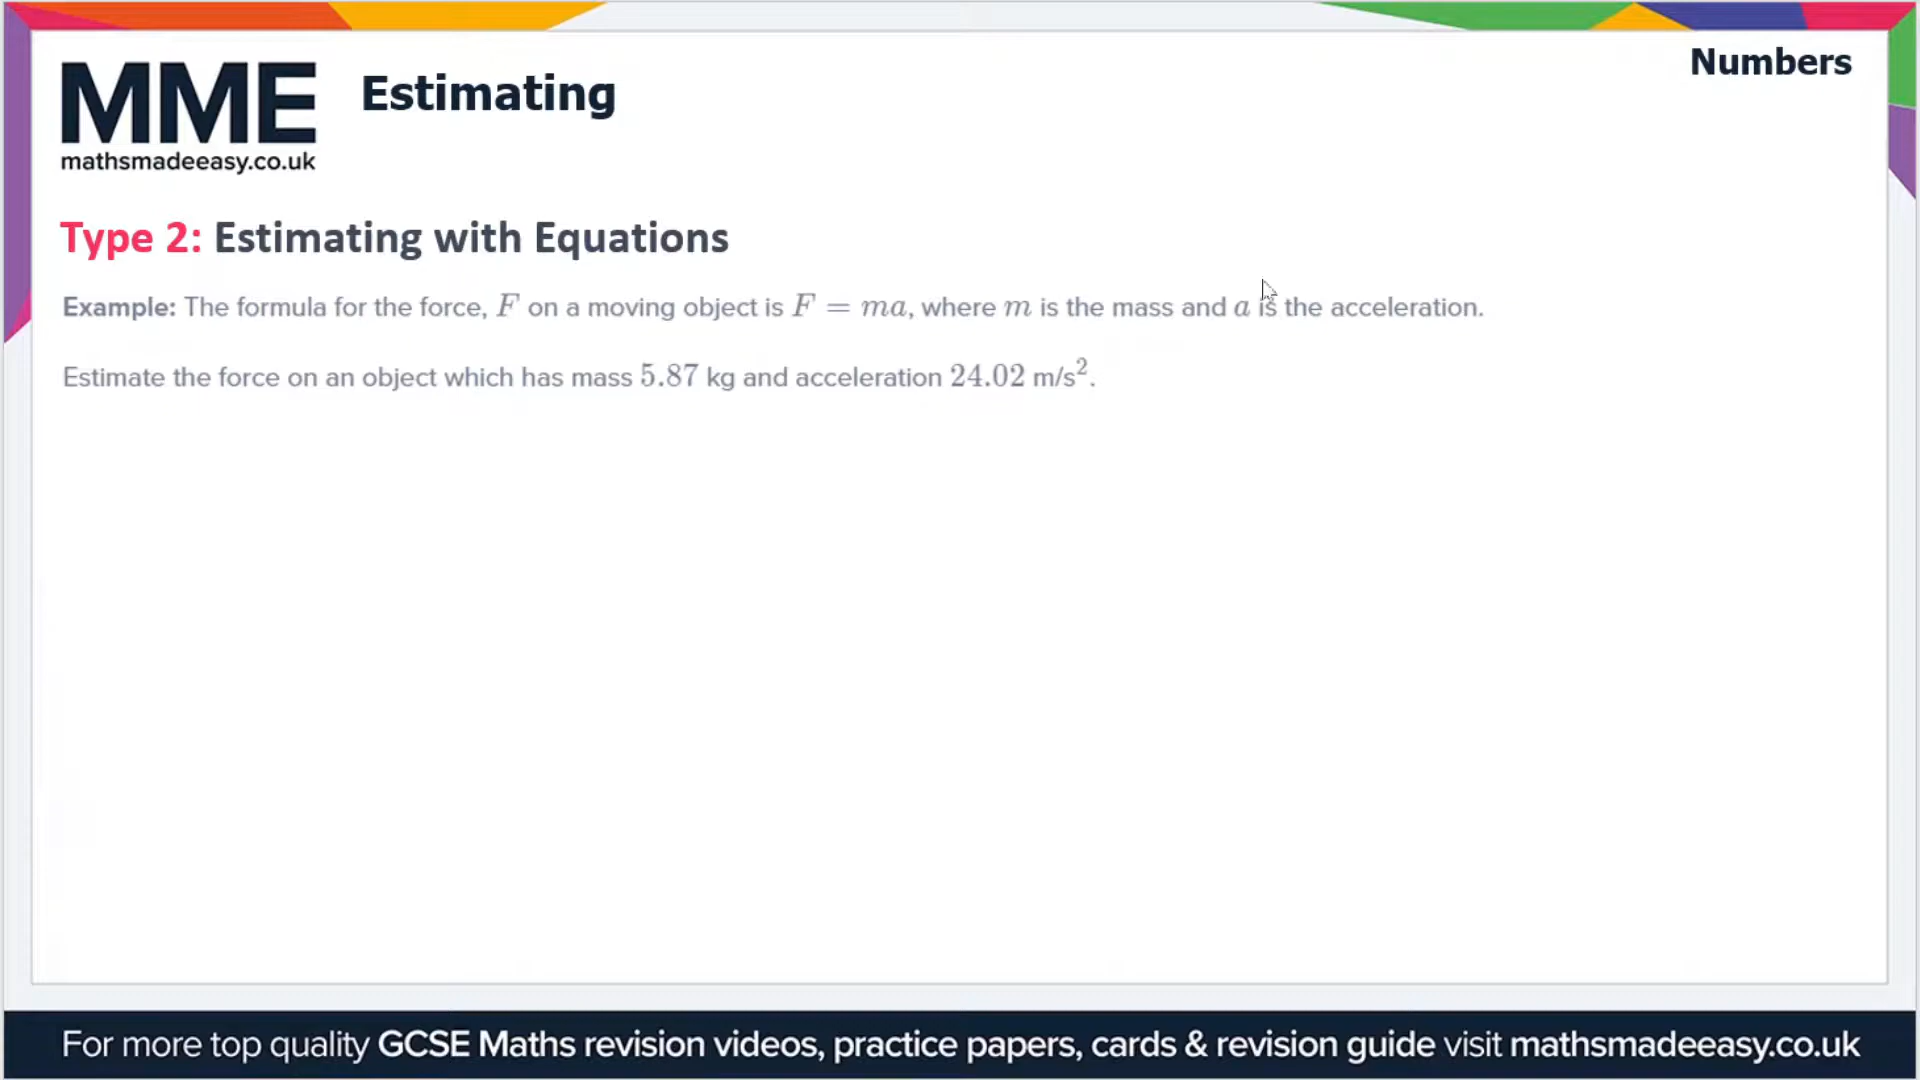 MME
mathsmadeeasy.co.uk
Estimating
Numbers
Type 2: Estimating with Equations
Example: The formula for the force, F on a moving object is F = ma, where m is the mass and a is the acceleration.
Estimate the force on an object which has mass 5.87 kg and acceleration 24.02 m/s².
For more top quality GCSE Maths revision videos, practice papers, cards & revision guide visit mathsmadeeasy.co.uk